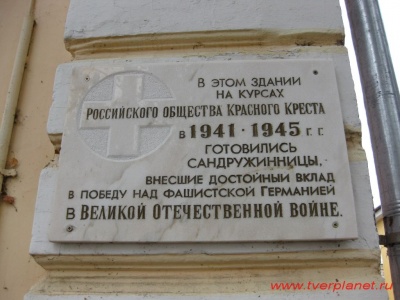 В ЭТОМ ЗДАНИИ
НА КУРСАХ
РОССИЙСКОГО ОБЩЕСТВА КРАСНОГО КРЕСТА
В 1941 · 1945 Г. Г.
ГОТОВИЛИСЬ
САНДРУЖИННИЦЫ,
ВНЕСШИЕ ДОСТОЙНЫЙ ВКЛАД
В ПОБЕДУ НАД ФАШИСТСКОЙ ГЕРМАНИЕЙ
В ВЕЛИКОЙ ОТЕЧЕСТВЕННОЙ ВОЙНЕ.
www.tverplanet.ru